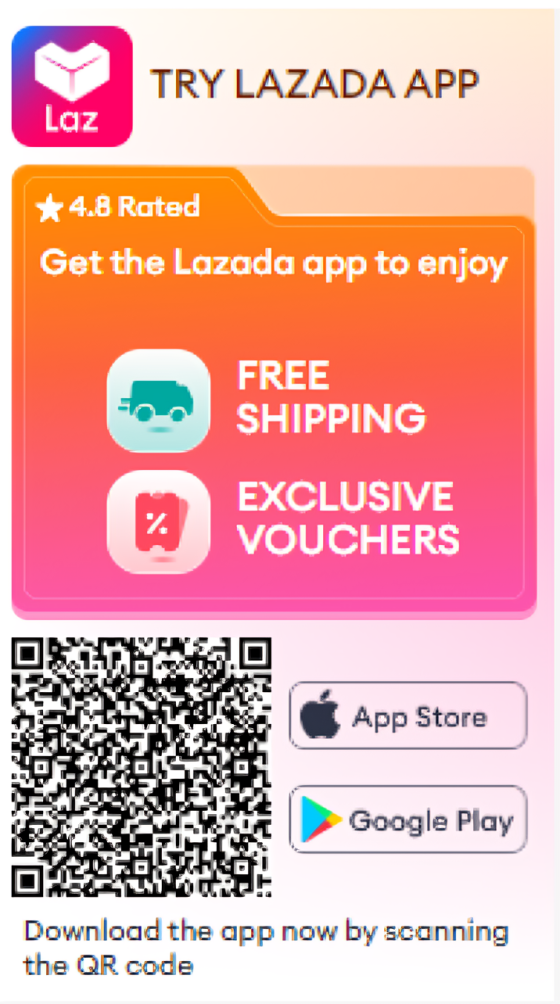 Laz
TRY LAZADA APP
4.8 Rated
Get the Lazada app to enjoy
FREE
SHIPPING
%
EXCLUSIVE
VOUCHERS
App Store
Google Play
Download the app now by scanning
the QR code